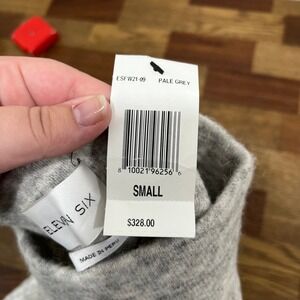 ESFW21-09 PALE GREY
8 10021 96256 6
SMALL
$328.00
ELEVEN SIX
MADE IN PERU